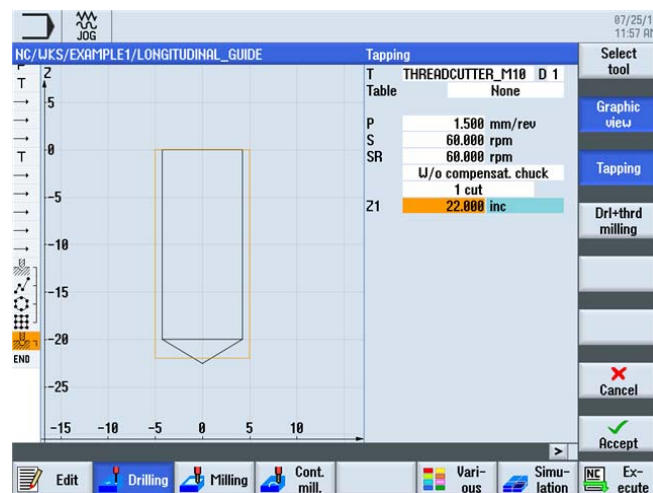 JOG
07/25/1
11:57 A
NC/WKS/EXAMPLE1/LONGITUDINAL_GUIDE
Tapping
Select
tool
T THREADCUTTER_M10 D 1
Table None
P 1.500 mm/rev
S 60.000 rpm
SR 60.000 rpm
W/o compensat. chuck
1 cut
Z1 22.000 inc
Graphic
view
Tapping
Drl+thrd
milling
Cancel
Accept
Z
5
0
-5
-10
-15
-20
-25
-15 -10 -5 0 5 10
T
T
END
>
Edit
Drilling
Milling
Cont.
mill.
Vari-
ous
Simu-
lation
NC
Ex-
ecute